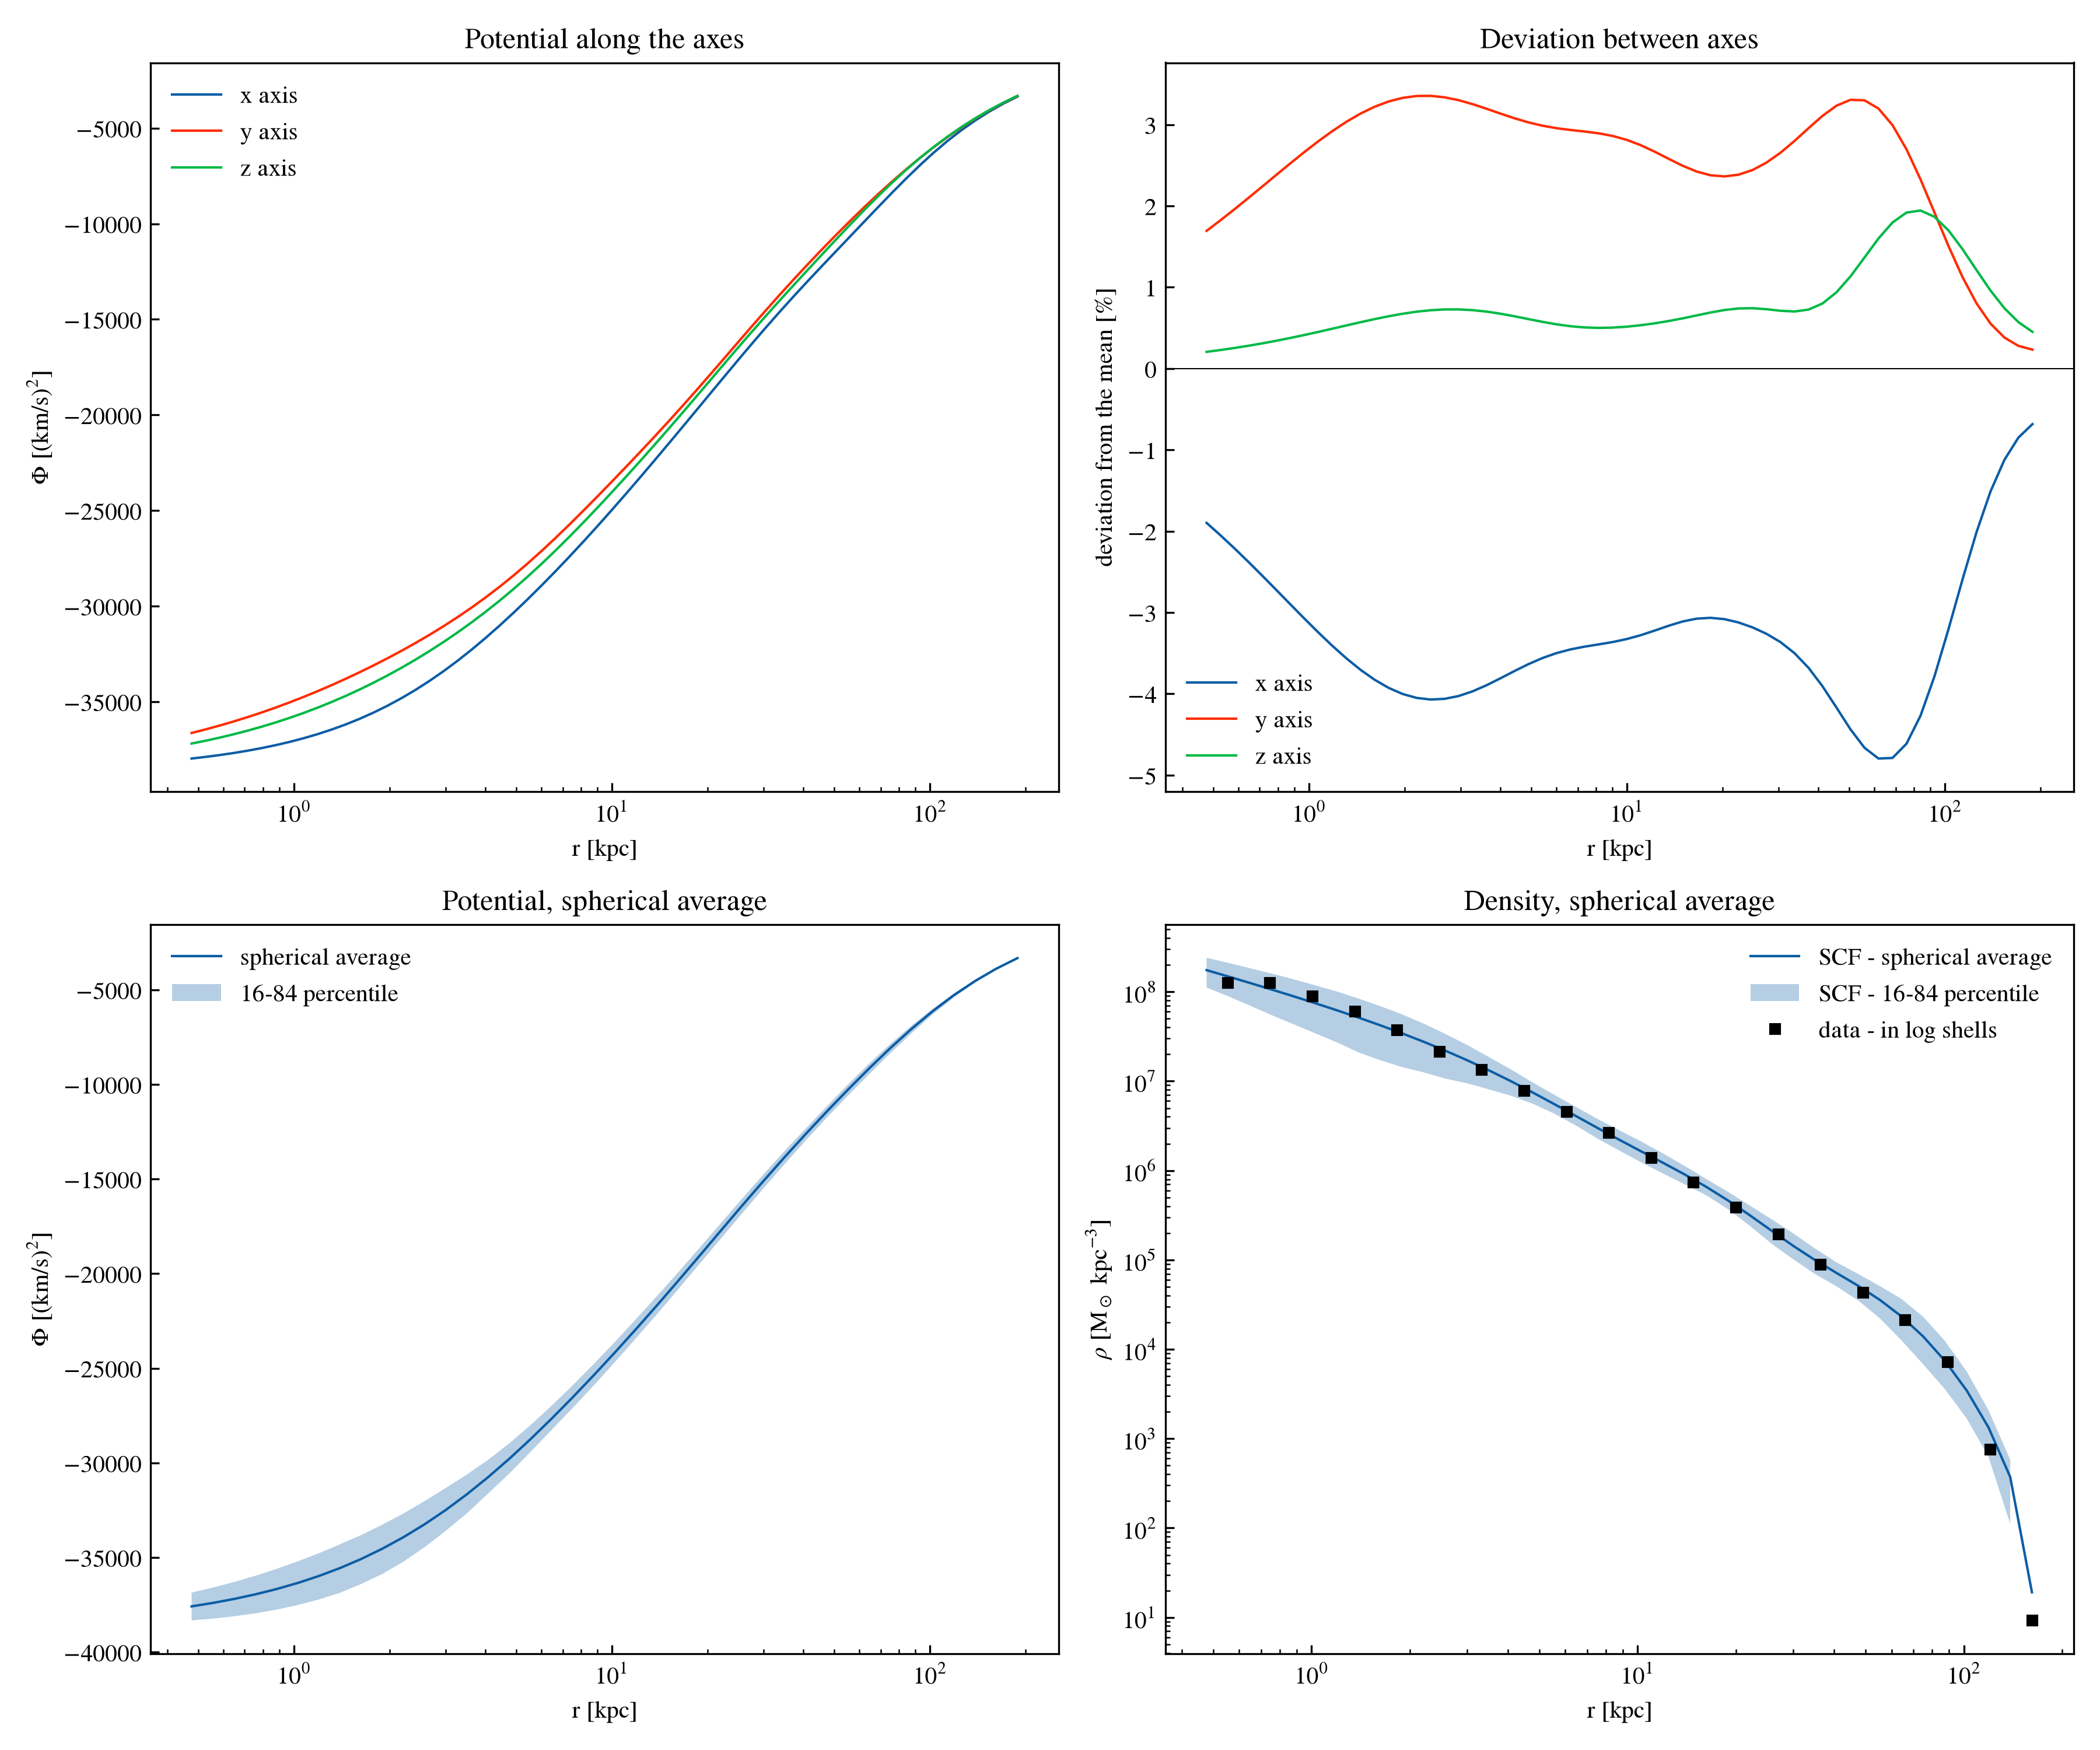 Potential along the axes
x axis
y axis
z axis
−5000
−10000
−15000
−20000
−25000
−30000
−35000
Φ [(km/s)²]
10⁰ 10¹ 10²
r [kpc]
Deviation between axes
3
2
1
0
−1
−2
−3
−4
−5
deviation from the mean [%]
x axis
y axis
z axis
10⁰ 10¹ 10²
r [kpc]
Potential, spherical average
spherical average
16-84 percentile
−5000
−10000
−15000
−20000
−25000
−30000
−35000
−40000
Φ [(km/s)²]
10⁰ 10¹ 10²
r [kpc]
Density, spherical average
SCF - spherical average
SCF - 16-84 percentile
data - in log shells
10⁸
10⁷
10⁶
10⁵
10⁴
10³
10²
10¹
ρ [M⊙ kpc⁻³]
10⁰ 10¹ 10²
r [kpc]